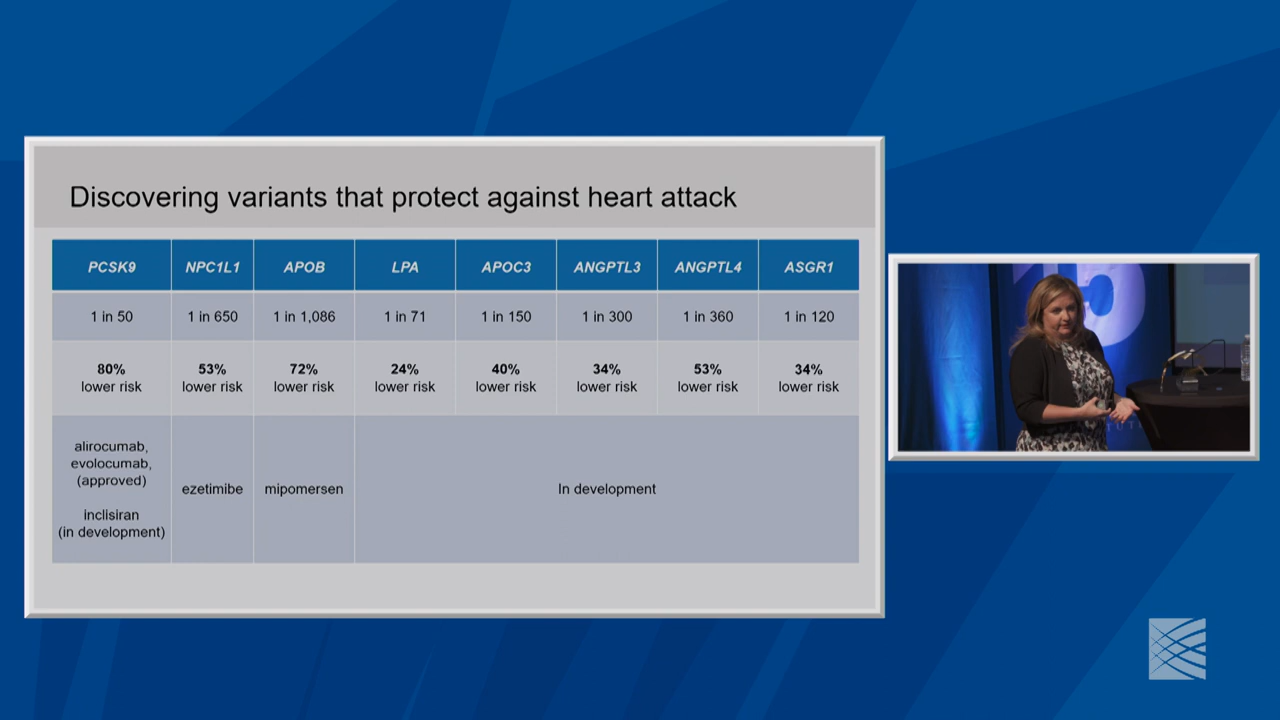 Discovering variants that protect against heart attack
PCSK9 NPC1L1 APOB LPA APOC3 ANGPTL3 ANGPTL4 ASGR1
1 in 50 1 in 650 1 in 1,086 1 in 71 1 in 150 1 in 300 1 in 360 1 in 120
80% 53% 72% 24% 40% 34% 53% 34%
lower risk lower risk lower risk lower risk lower risk lower risk lower risk lower risk
alirocumab,
evolocumab,
(approved)
inclisiran
(in development)
ezetimibe
mipomersen
In development
15